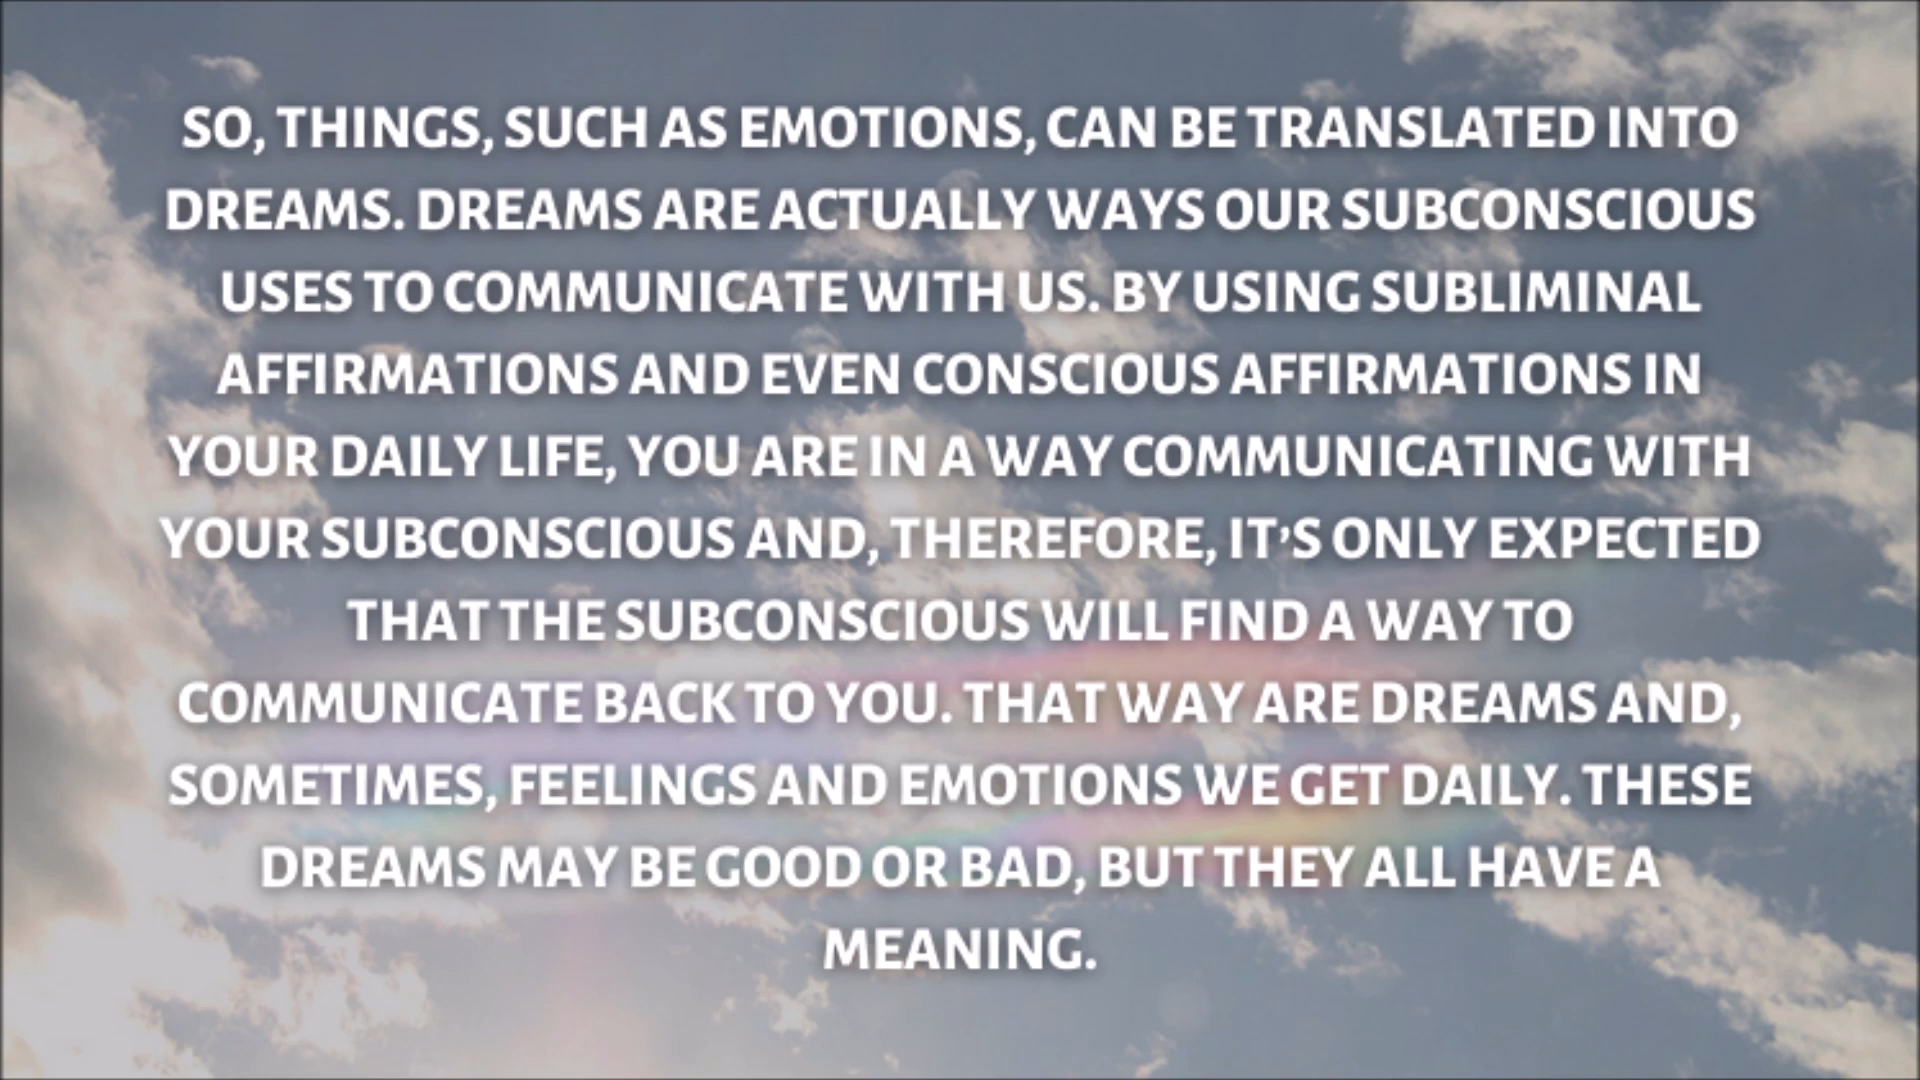 SO, THINGS, SUCH AS EMOTIONS, CAN BE TRANSLATED INTO
DREAMS. DREAMS ARE ACTUALLY WAYS OUR SUBCONSCIOUS
USES TO COMMUNICATE WITH US. BY USING SUBLIMINAL
AFFIRMATIONS AND EVEN CONSCIOUS AFFIRMATIONS IN
YOUR DAILY LIFE, YOU ARE IN A WAY COMMUNICATING WITH
YOUR SUBCONSCIOUS AND, THEREFORE, IT’S ONLY EXPECTED
THAT THE SUBCONSCIOUS WILL FIND A WAY TO
COMMUNICATE BACK TO YOU. THAT WAY ARE DREAMS AND,
SOMETIMES, FEELINGS AND EMOTIONS WE GET DAILY. THESE
DREAMS MAY BE GOOD OR BAD, BUT THEY ALL HAVE A
MEANING.